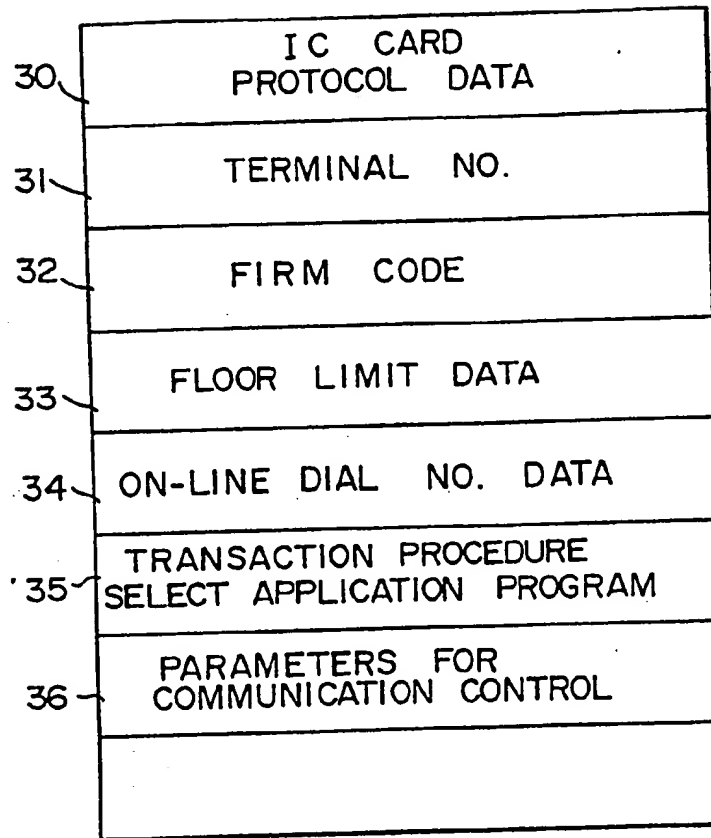 IC CARD
30 PROTOCOL DATA
31 TERMINAL NO.
32 FIRM CODE
33 FLOOR LIMIT DATA
34 ON-LINE DIAL NO. DATA
TRANSACTION PROCEDURE
35 SELECT APPLICATION PROGRAM
PARAMETERS FOR
36 COMMUNICATION CONTROL